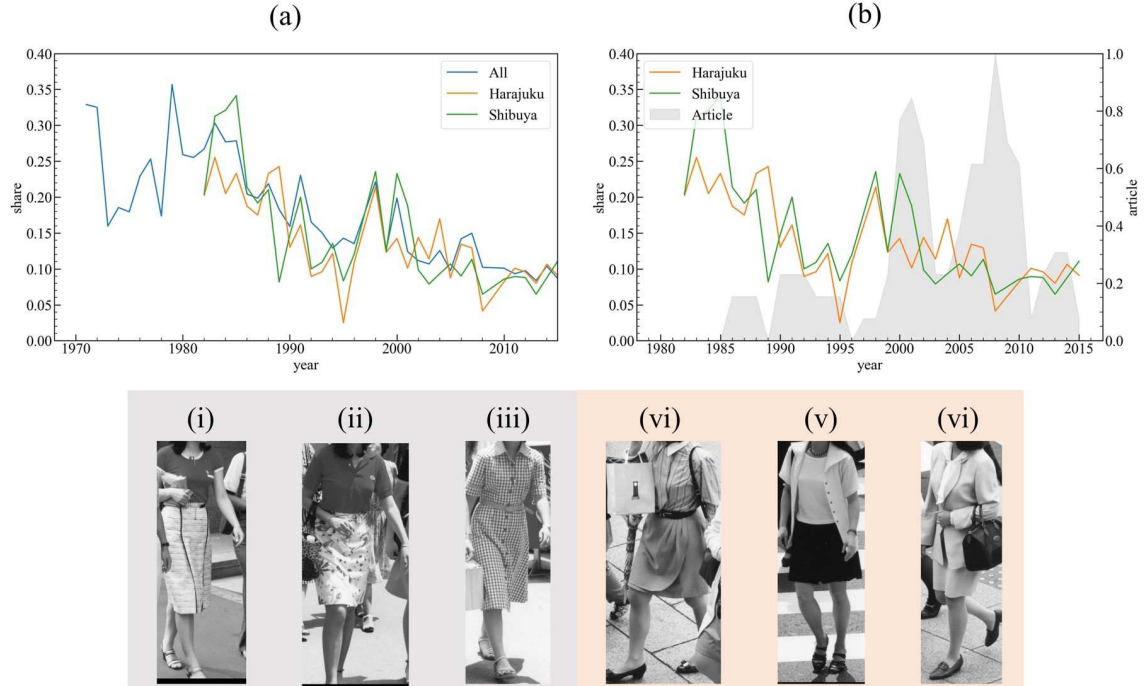 (a)
0.40
0.35
0.30
0.25
0.20
0.15
0.10
0.05
0.00
share
1970 1980 1990 2000 2010
year
All
Harajuku
Shibuya
(b)
0.40
0.35
0.30
0.25
0.20
0.15
0.10
0.05
0.00
share
1980 1985 1990 1995 2000 2005 2010 2015
year
1.0
0.8
0.6
0.4
0.2
0.0
article
Harajuku
Shibuya
Article
(i) (ii) (iii) (vi) (v) (vi)